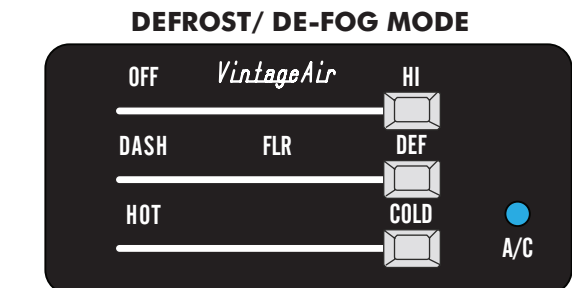 DEFROST/ DE-FOG MODE
OFF VintageAir HI
DASH FLR DEF
HOT COLD
A/C